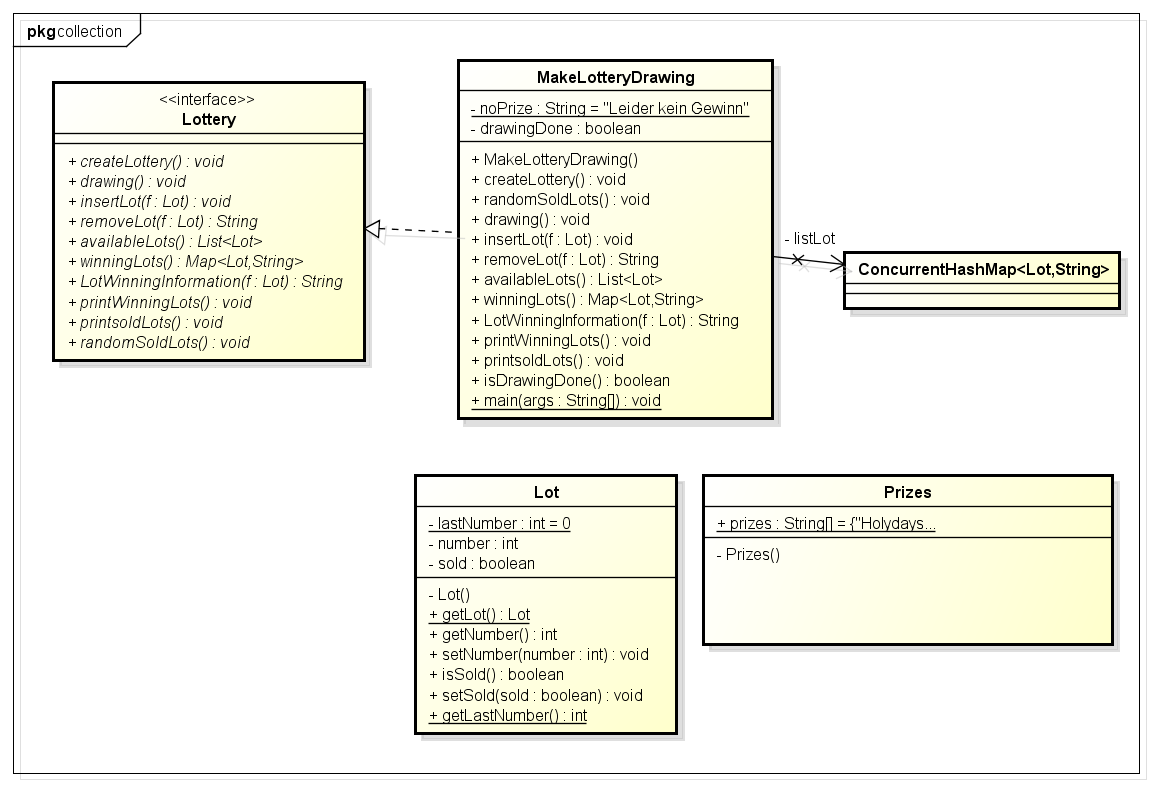 pkg collection
<<interface>>
Lottery
+ createLottery() : void
+ drawing() : void
+ insertLot(f : Lot) : void
+ removeLot(f : Lot) : String
+ availableLots() : List<Lot>
+ winningLots() : Map<Lot,String>
+ LotWinningInformation(f : Lot) : String
+ printWinningLots() : void
+ printsoldLots() : void
+ randomSoldLots() : void
MakeLotteryDrawing
- noPrize : String = "Leider kein Gewinn"
- drawingDone : boolean
+ MakeLotteryDrawing()
+ createLottery() : void
+ randomSoldLots() : void
+ drawing() : void
+ insertLot(f : Lot) : void
+ removeLot(f : Lot) : String
+ availableLots() : List<Lot>
+ winningLots() : Map<Lot,String>
+ LotWinningInformation(f : Lot) : String
+ printWinningLots() : void
+ printsoldLots() : void
+ isDrawingDone() : boolean
+ main(args : String[]) : void
- listLot
ConcurrentHashMap<Lot,String>
Lot
- lastNumber : int = 0
- number : int
- sold : boolean
- Lot()
+ getLot() : Lot
+ getNumber() : int
+ setNumber(number : int) : void
+ isSold() : boolean
+ setSold(sold : boolean) : void
+ getLastNumber() : int
Prizes
+ prizes : String[] = {"Holydays...
- Prizes()